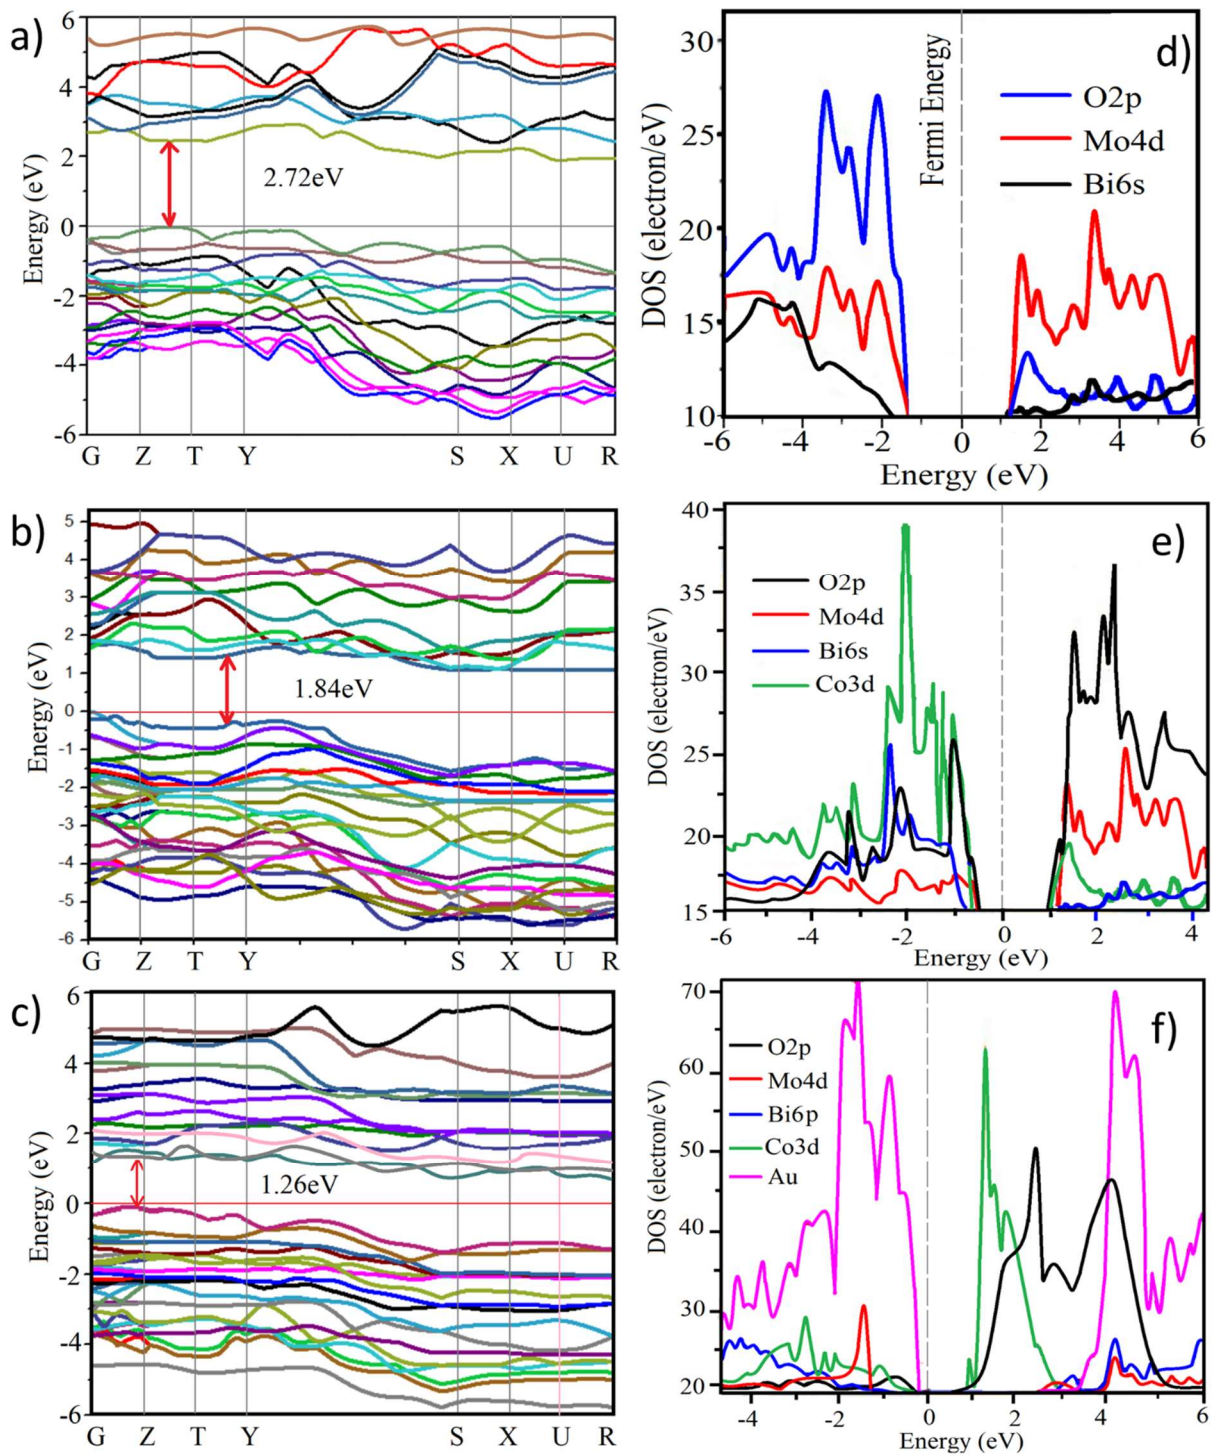 a)
6
4
2
0
-2
-4
-6
Energy (eV)
2.72eV
G Z T Y S X U R
d)
30
25
20
15
10
DOS (electron/eV)
Fermi Energy
O2p
Mo4d
Bi6s
-6 -4 -2 0 2 4 6
Energy (eV)
b)
5
4
3
2
1
0
-1
-2
-3
-4
-5
-6
Energy (eV)
1.84eV
G Z T Y S X U R
e)
40
35
30
25
20
15
DOS (electron/eV)
O2p
Mo4d
Bi6s
Co3d
-6 -4 -2 0 2 4
Energy (eV)
c)
6
4
2
0
-2
-4
-6
Energy (eV)
1.26eV
G Z T Y S X U R
f)
70
60
50
40
30
20
DOS (electron/eV)
O2p
Mo4d
Bi6p
Co3d
Au
-4 -2 0 2 4 6
Energy (eV)